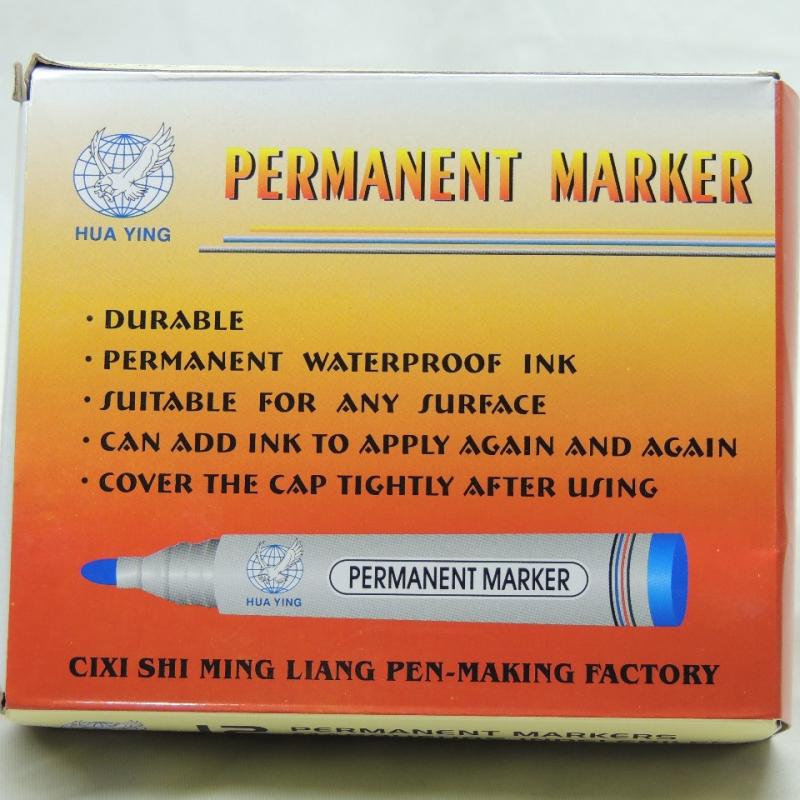 PERMANENT MARKER
HUA YING
· DURABLE
· PERMANENT WATERPROOF INK
· SUITABLE FOR ANY SURFACE
· CAN ADD INK TO APPLY AGAIN AND AGAIN
· COVER THE CAP TIGHTLY AFTER USING
PERMANENT MARKER
HUA YING
CIXI SHI MING LIANG PEN-MAKING FACTORY
12 PERMANENT MARKERS